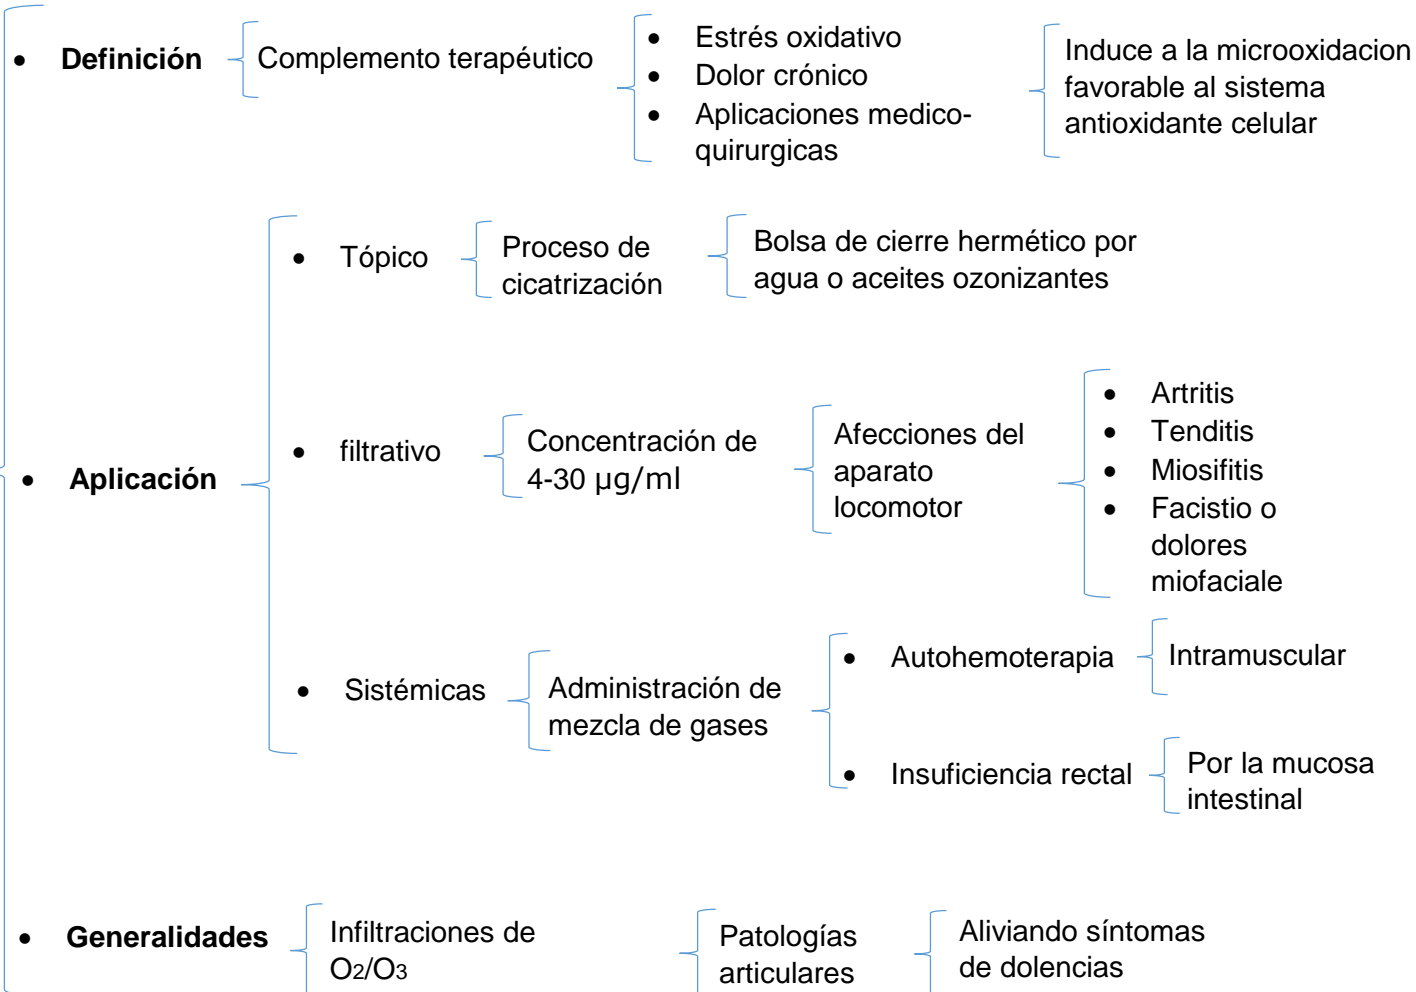 • Definición
Complemento terapéutico
• Estrés oxidativo
• Dolor crónico
• Aplicaciones medico-
quirurgicas
Induce a la microoxidacion
favorable al sistema
antioxidante celular
• Aplicación
• Tópico
Proceso de
cicatrización
Bolsa de cierre hermético por
agua o aceites ozonizantes
• filtrativo
Concentración de
4-30 µg/ml
Afecciones del
aparato
locomotor
• Artritis
• Tenditis
• Miosifitis
• Facistio o
dolores
miofaciale
• Sistémicas
Administración de
mezcla de gases
• Autohemoterapia
Intramuscular
• Insuficiencia rectal
Por la mucosa
intestinal
• Generalidades
Infiltraciones de
O2/O3
Patologías
articulares
Aliviando síntomas
de dolencias